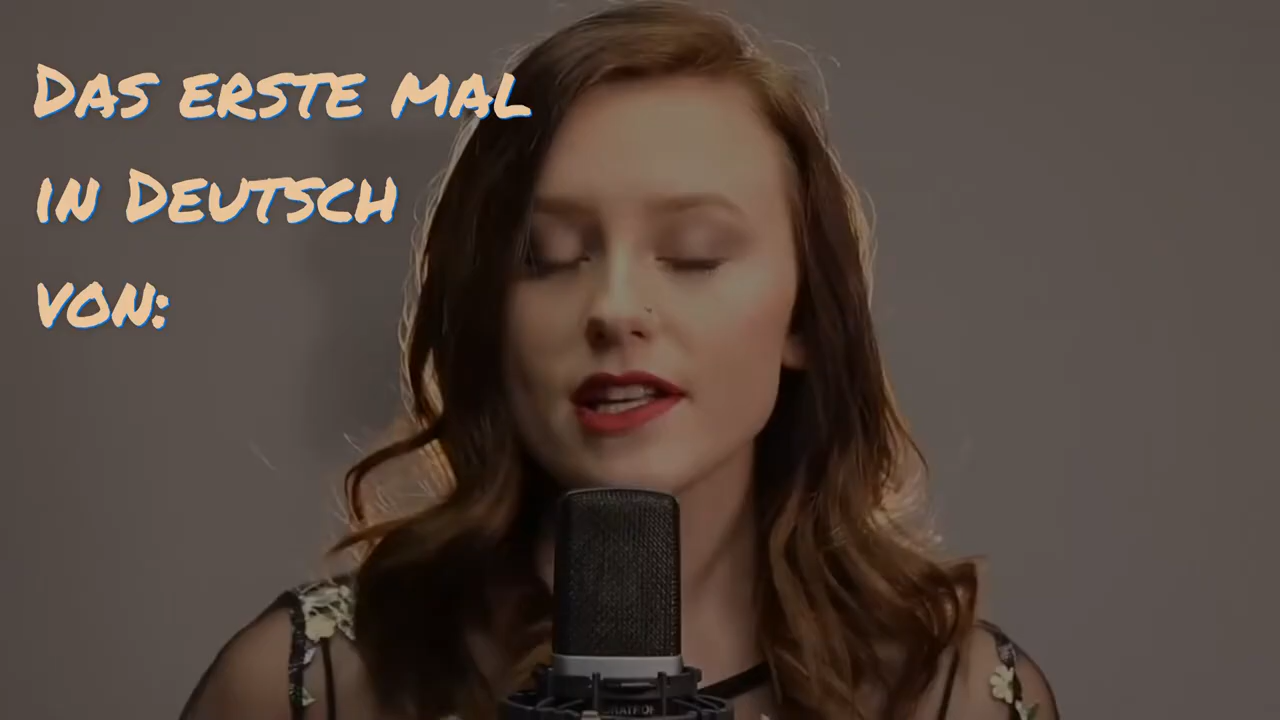 Das erste mal
in Deutsch
von: